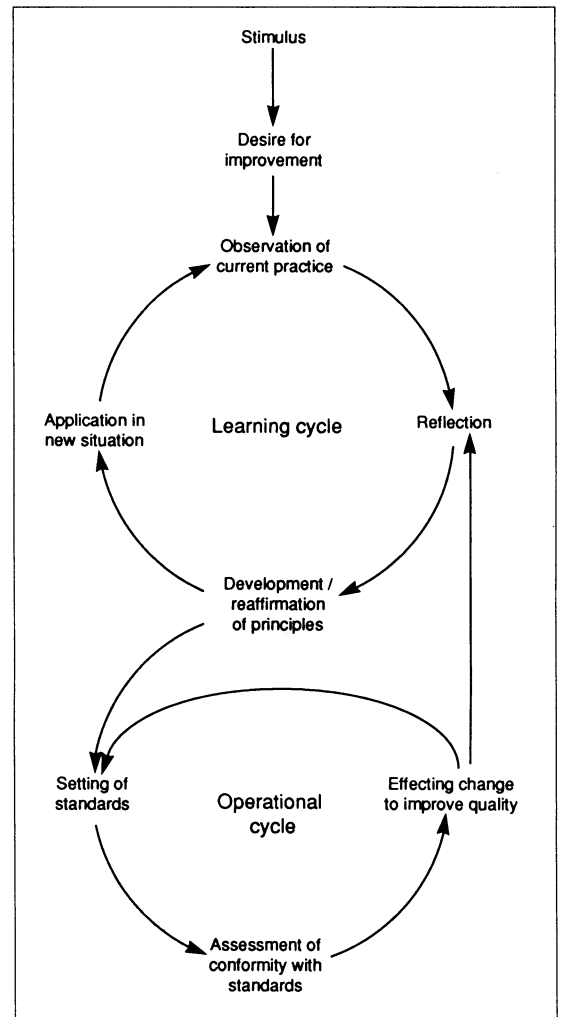 Stimulus
Desire for
improvement
Observation of
current practice
Application in
new situation
Learning cycle
Reflection
Development /
reaffirmation
of principles
Setting of
standards
Operational
cycle
Effecting change
to improve quality
Assessment of
conformity with
standards